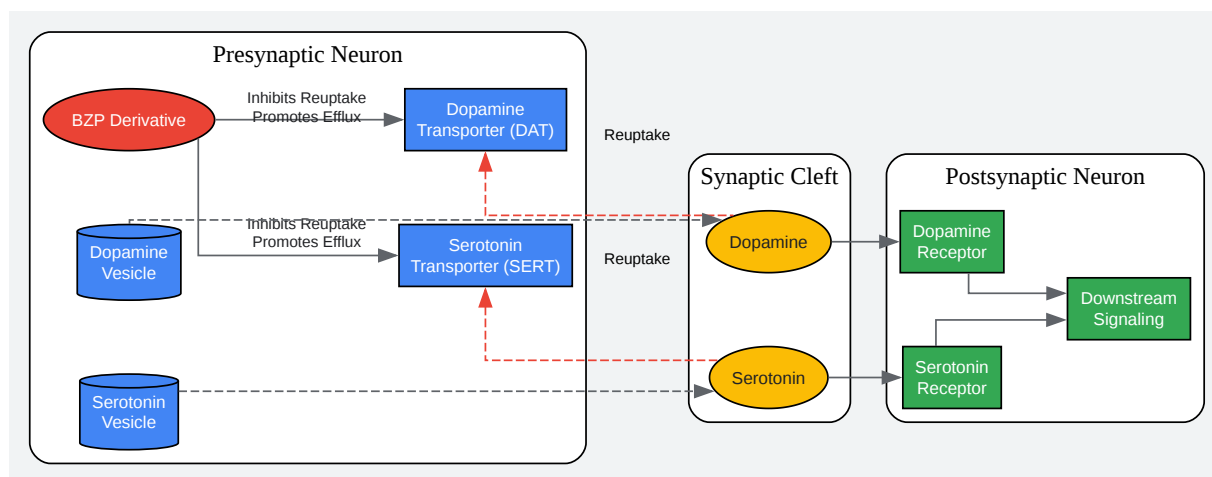 Presynaptic Neuron
BZP Derivative
Inhibits Reuptake
Promotes Efflux
Dopamine
Transporter (DAT)
Reuptake
Synaptic Cleft
Postsynaptic Neuron
Dopamine
Vesicle
Inhibits Reuptake
Promotes Efflux
Serotonin
Transporter (SERT)
Reuptake
Dopamine
Dopamine
Receptor
Downstream
Signaling
Serotonin
Vesicle
Serotonin
Serotonin
Receptor